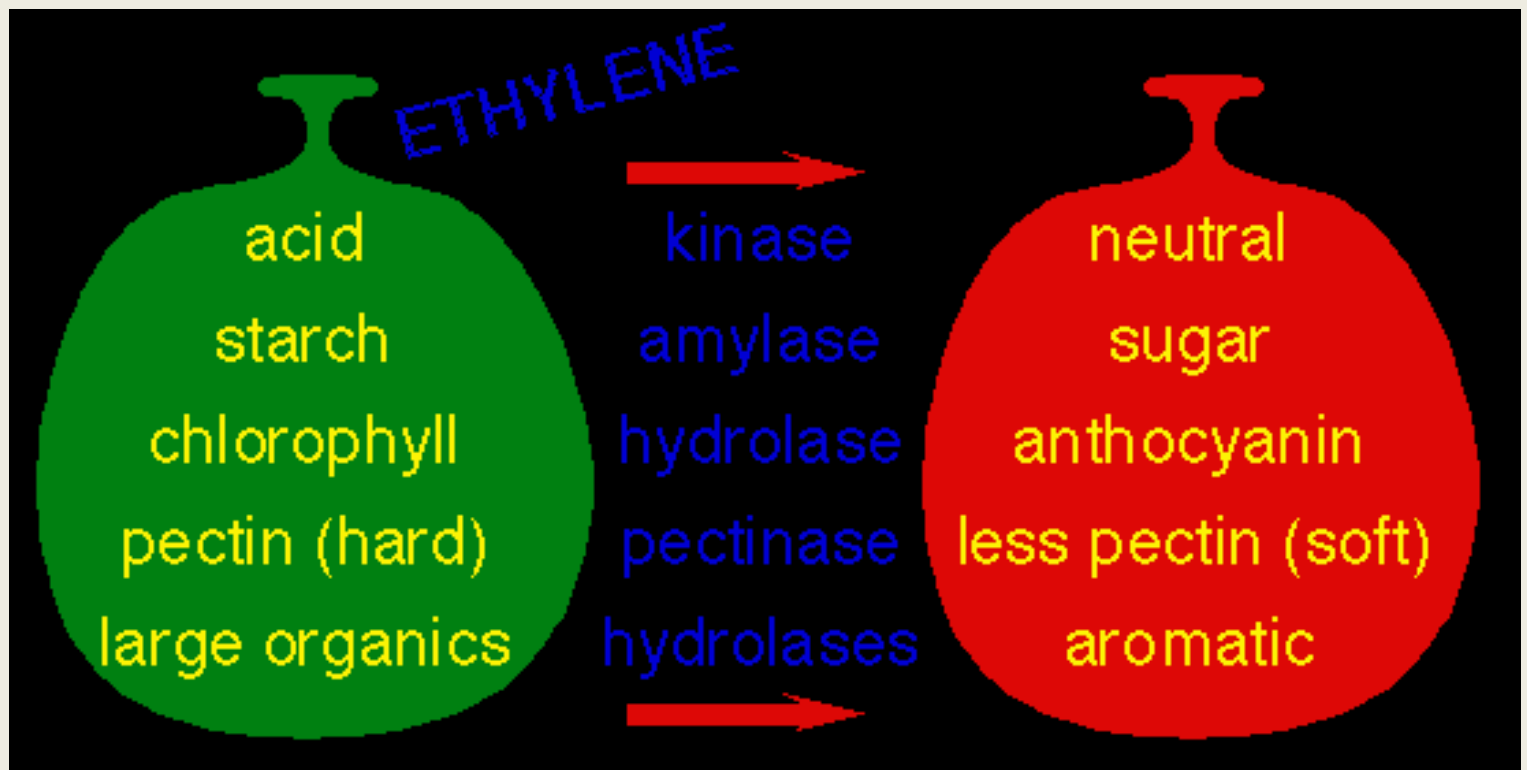 ETHYLENE
acid kinase neutral
starch amylase sugar
chlorophyll hydrolase anthocyanin
pectin (hard) pectinase less pectin (soft)
large organics hydrolases aromatic